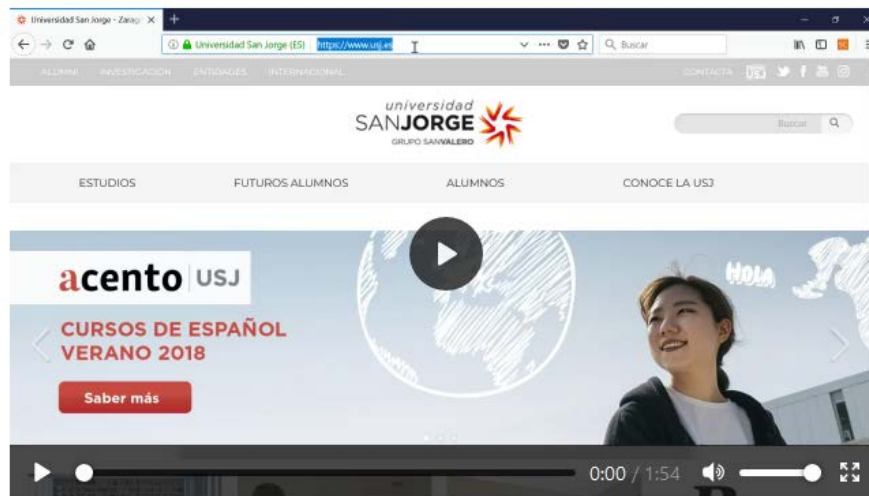 Universidad San Jorge - Zarag
Universidad San Jorge (ES) https://www.usj.es
Buscar
ALUMNI INVESTIGACIÓN ENTIDADES INTERNACIONAL
CONTACTA USJ
universidad
SANJORGE
GRUPO SANVALERO
Buscar
ESTUDIOS FUTUROS ALUMNOS ALUMNOS CONOCE LA USJ
acento USJ
HOLA
CURSOS DE ESPAÑOL
VERANO 2018
Saber más
0:00 / 1:54